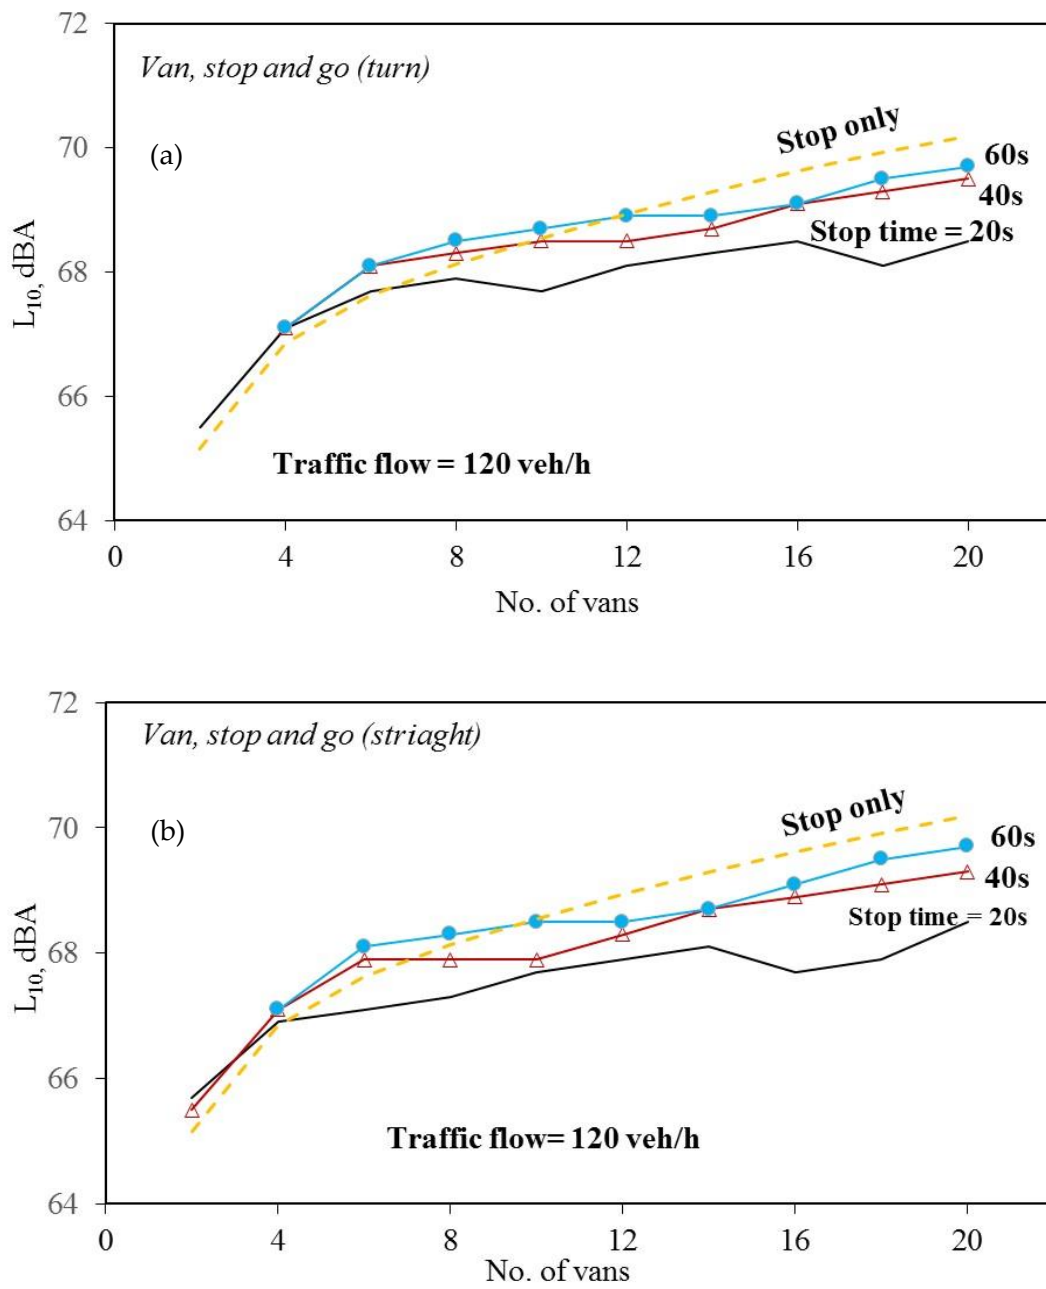 72
Van, stop and go (turn)
Stop only
70
(a)
60s
40s
Stop time = 20s
68
L10, dBA
66
Traffic flow = 120 veh/h
64
0 4 8 12 16 20
No. of vans
72
Van, stop and go (striaght)
Stop only
70
(b)
60s
40s
Stop time = 20s
68
L10, dBA
66
Traffic flow= 120 veh/h
64
0 4 8 12 16 20
No. of vans